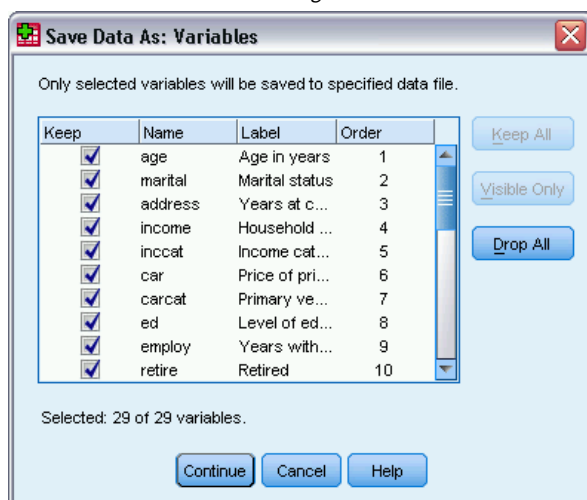 Save Data As: Variables
Only selected variables will be saved to specified data file.
Keep Name Label Order
age Age in years 1
marital Marital status 2
address Years at c... 3
income Household ... 4
inccat Income cat... 5
car Price of pri... 6
carcat Primary ve... 7
ed Level of ed... 8
employ Years with... 9
retire Retired 10
Keep All
Visible Only
Drop All
Selected: 29 of 29 variables.
Continue Cancel Help